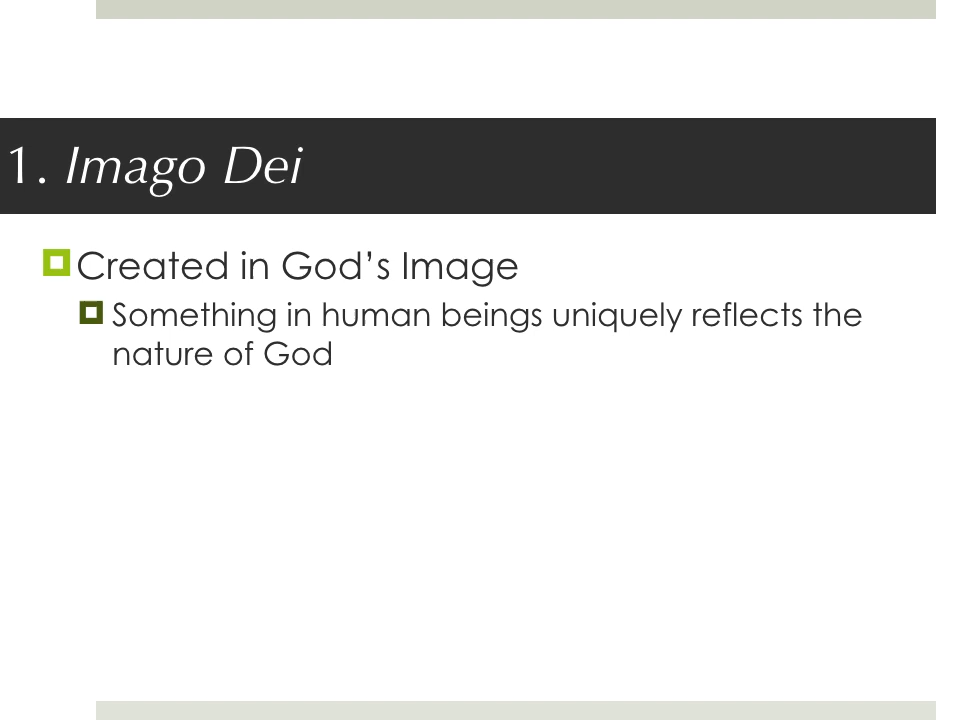 1. Imago Dei
Created in God’s Image
Something in human beings uniquely reflects the
nature of God